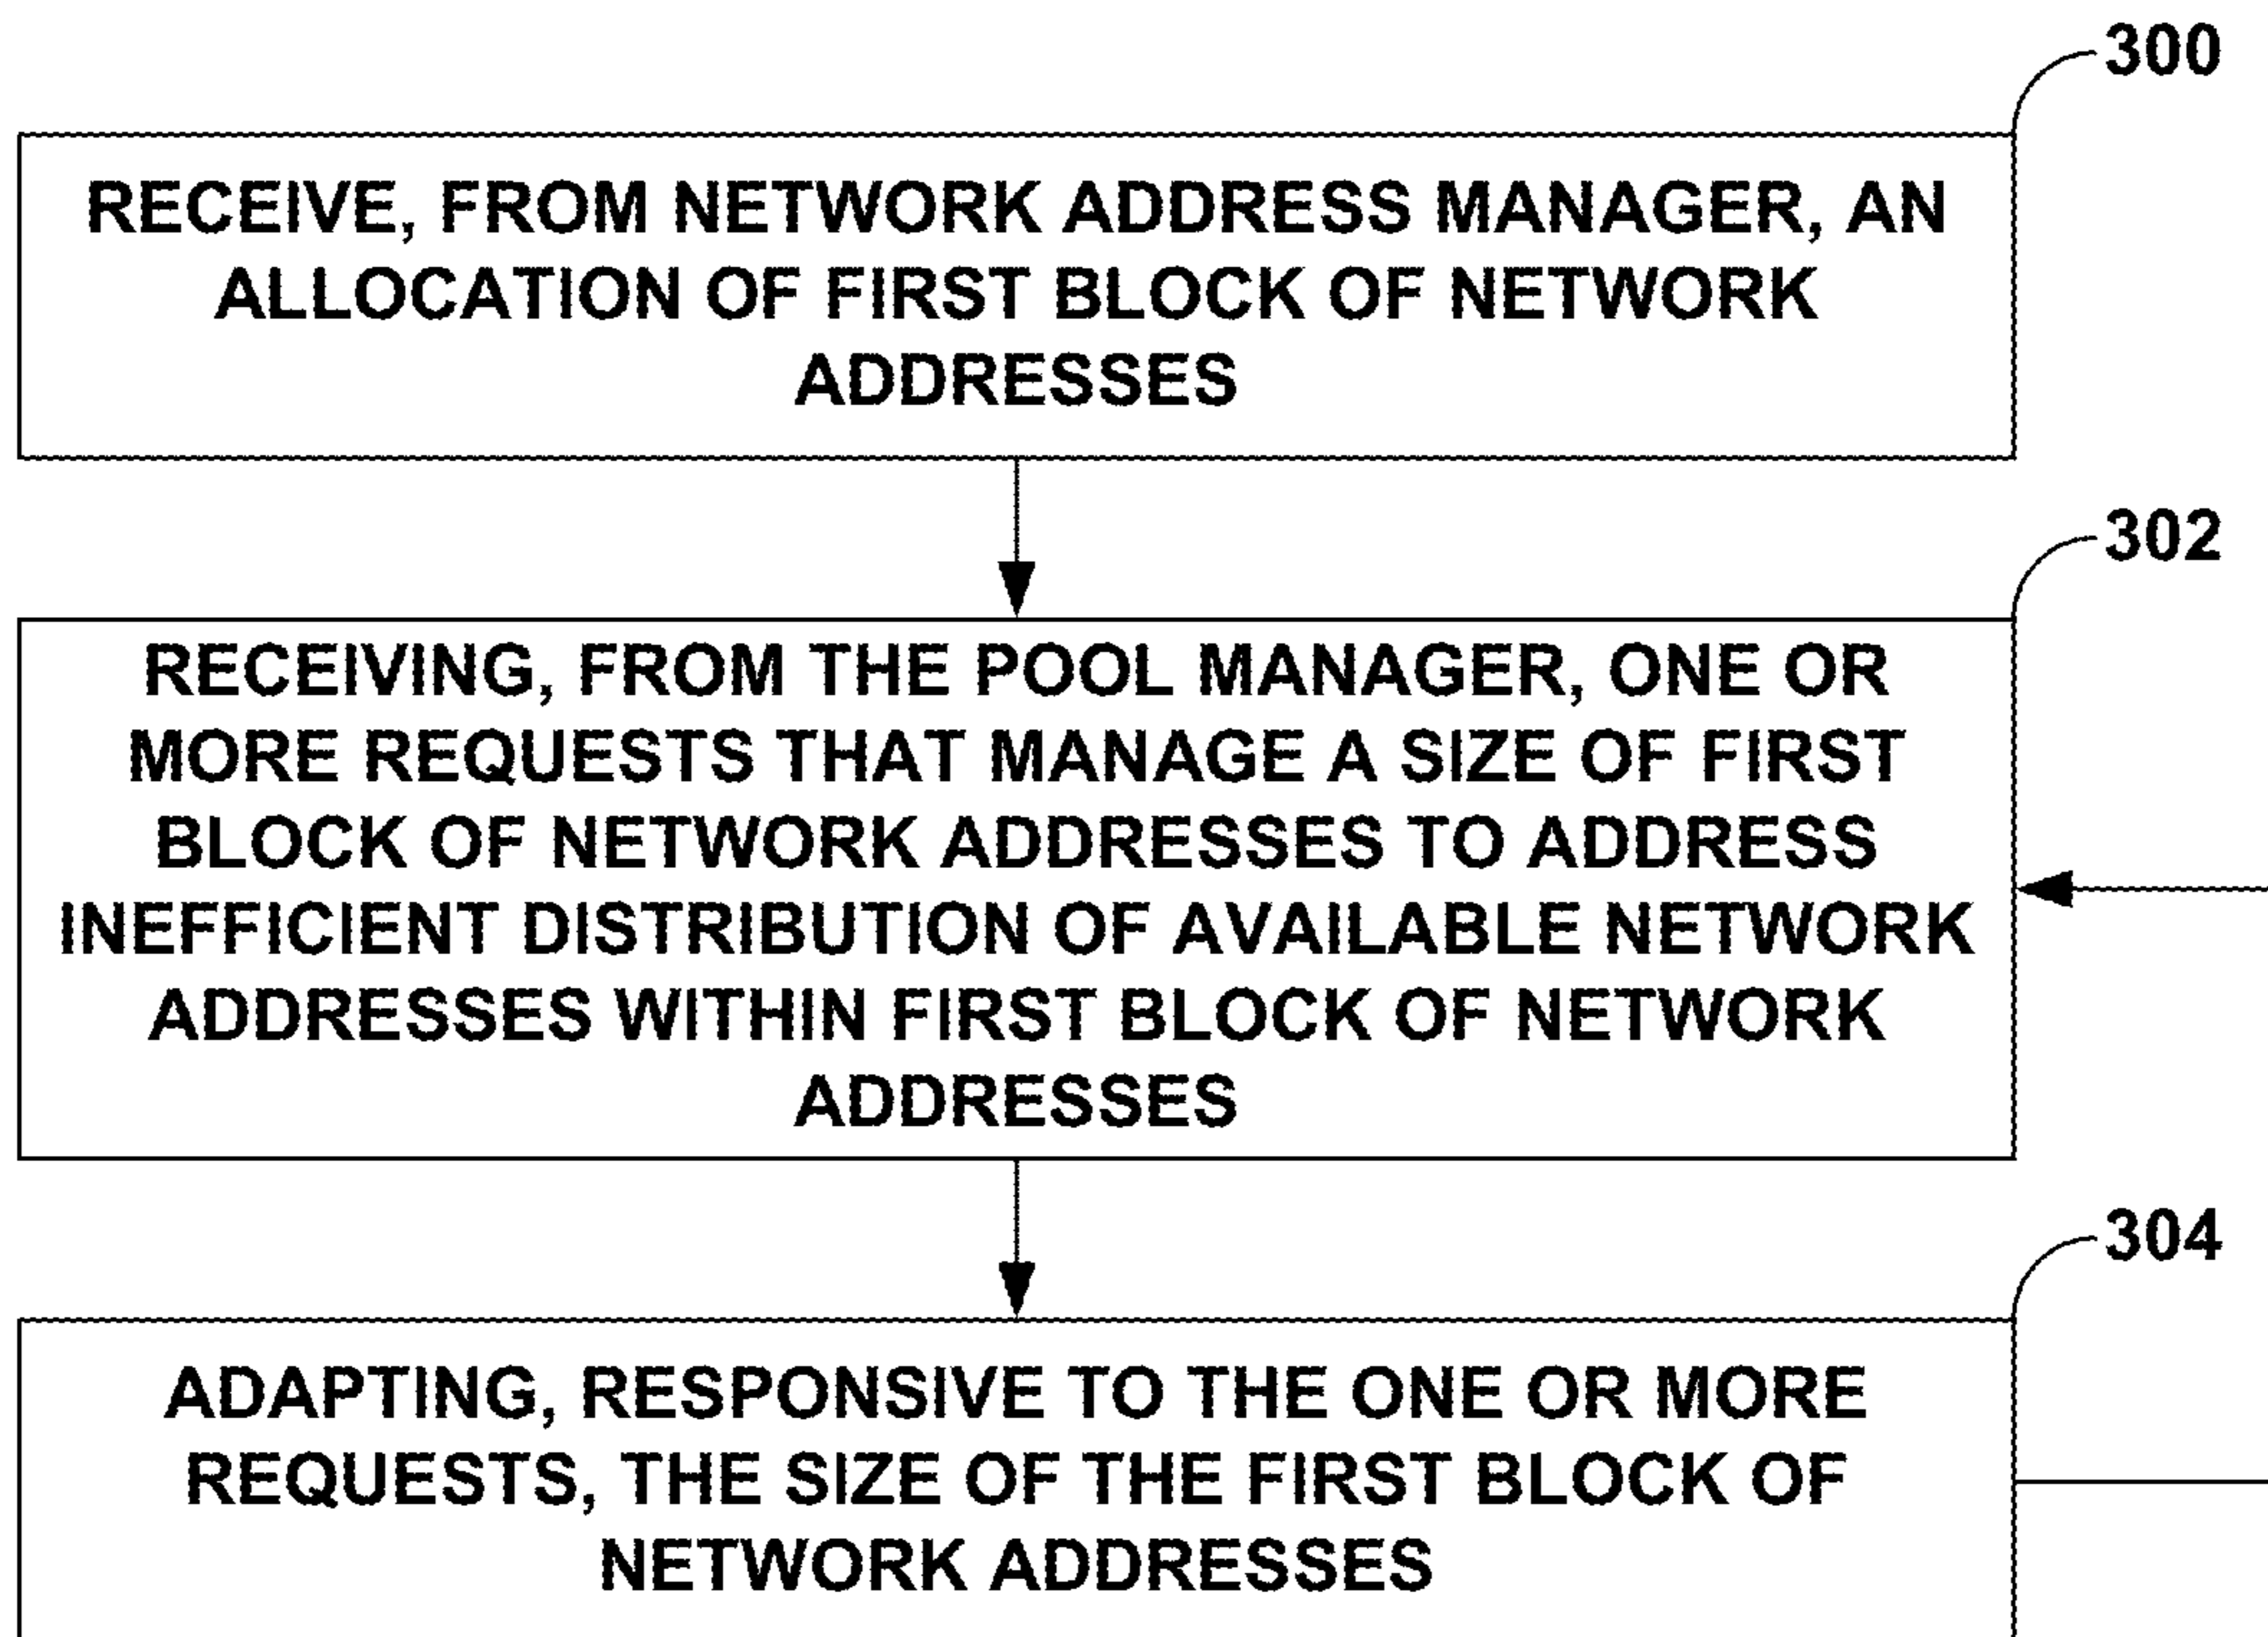 300
RECEIVE, FROM NETWORK ADDRESS MANAGER, AN
ALLOCATION OF FIRST BLOCK OF NETWORK
ADDRESSES
302
RECEIVING, FROM THE POOL MANAGER, ONE OR
MORE REQUESTS THAT MANAGE A SIZE OF FIRST
BLOCK OF NETWORK ADDRESSES TO ADDRESS
INEFFICIENT DISTRIBUTION OF AVAILABLE NETWORK
ADDRESSES WITHIN FIRST BLOCK OF NETWORK
ADDRESSES
304
ADAPTING, RESPONSIVE TO THE ONE OR MORE
REQUESTS, THE SIZE OF THE FIRST BLOCK OF
NETWORK ADDRESSES